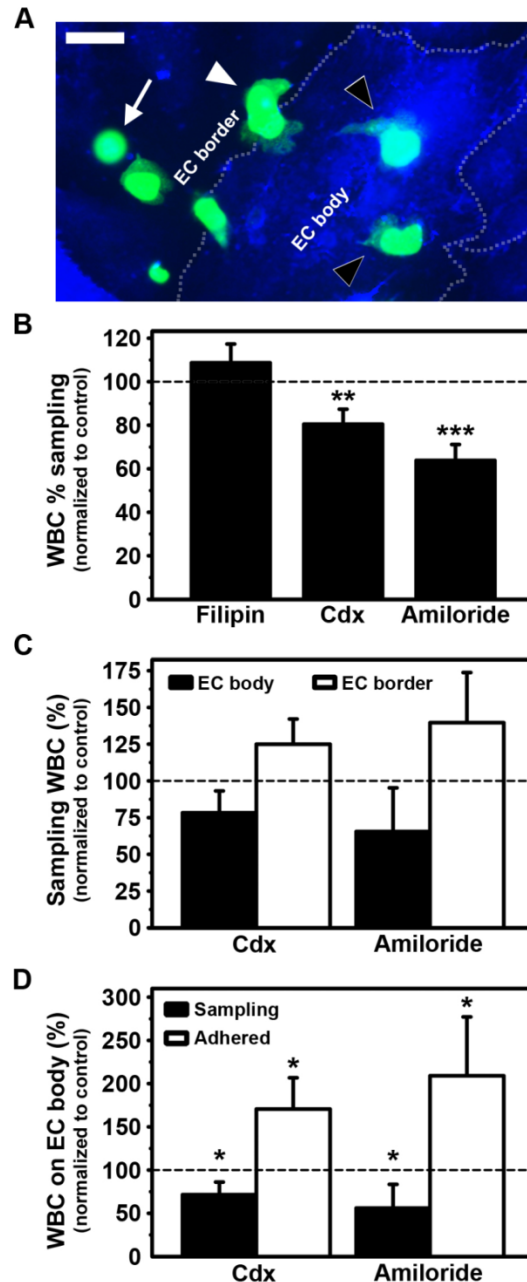 A
EC border
EC body
B
WBC % sampling
(normalized to control)
120
100
80
60
40
20
0
**
***
Filipin Cdx Amiloride
C
Sampling WBC (%)
(normalized to control)
175
150
125
100
75
50
25
0
EC body EC border
Cdx Amiloride
D
WBC on EC body (%)
(normalized to control)
300
250
200
150
100
50
0
Sampling
Adhered
* * * *
Cdx Amiloride